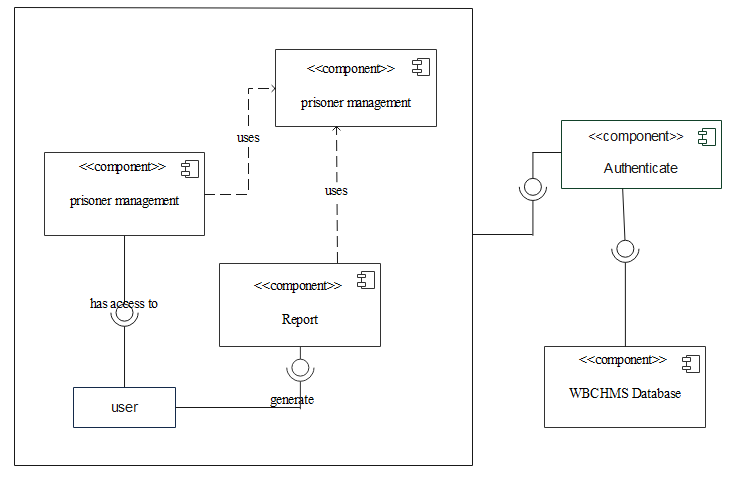 <<component>>
prisoner management
uses
<<component>>
Authenticate
<<component>>
prisoner management
uses
<<component>>
Report
has access to
<<component>>
WBCHMS Database
user
generate